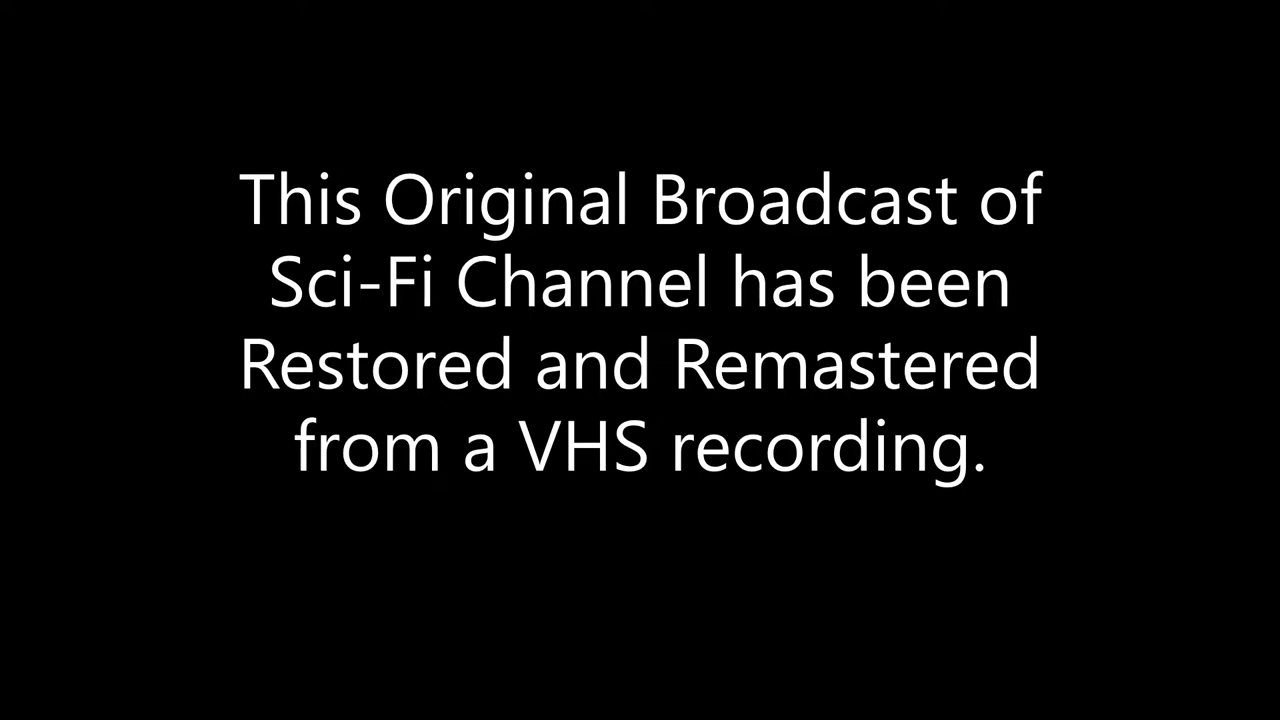 This Original Broadcast of
Sci-Fi Channel has been
Restored and Remastered
from a VHS recording.